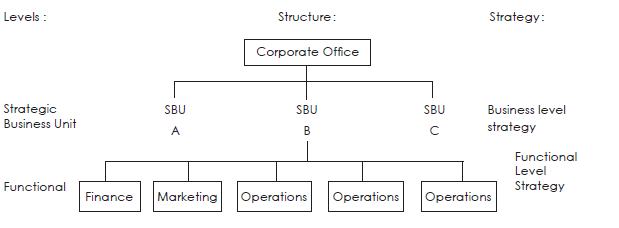 Levels :
Structure:
Strategy:
Corporate Office
Strategic
Business Unit
SBU
A
SBU
B
SBU
C
Business level
strategy
Functional
Level
Strategy
Functional
Finance
Marketing
Operations
Operations
Operations